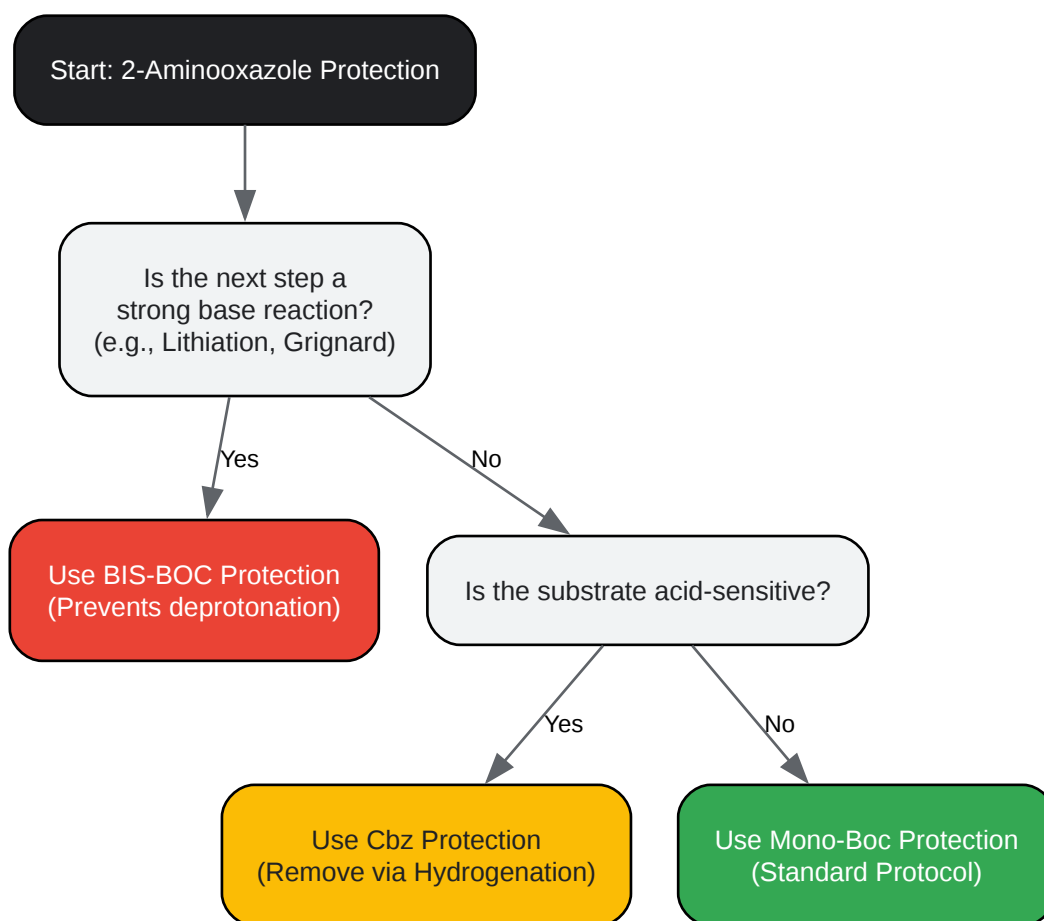 Start: 2-Aminooxazole Protection
Is the next step a
strong base reaction?
(e.g., Lithiation, Grignard)
Yes
No
Use BIS-BOC Protection
(Prevents deprotonation)
Is the substrate acid-sensitive?
Yes
No
Use Cbz Protection
(Remove via Hydrogenation)
Use Mono-Boc Protection
(Standard Protocol)